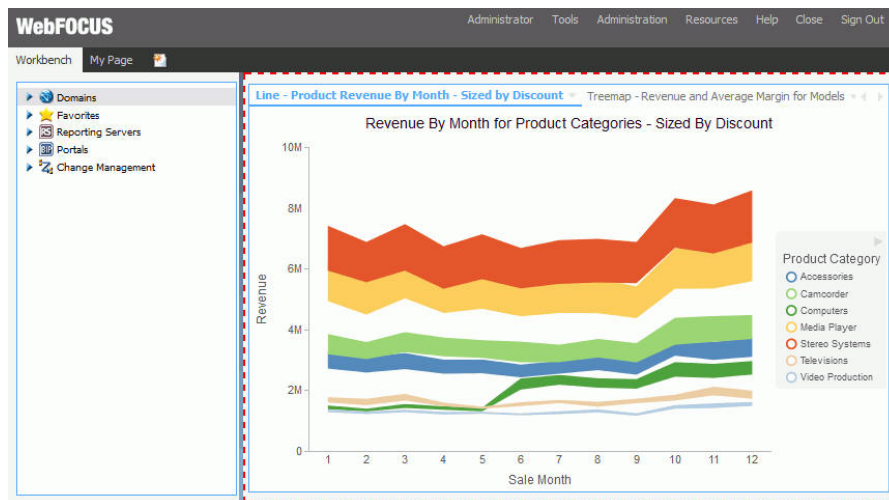 WebFOCUS
Administrator Tools Administration Resources Help Close Sign Out
Workbench My Page
Domains
Favorites
RS Reporting Servers
Portals
Change Management
Line - Product Revenue By Month - Sized by Discount
Treemap - Revenue and Average Margin for Models
Revenue By Month for Product Categories - Sized By Discount
10M
8M
6M
4M
2M
0
Revenue
1 2 3 4 5 6 7 8 9 10 11 12
Sale Month
Product Category
Accessories
Camcorder
Computers
Media Player
Stereo Systems
Televisions
Video Production